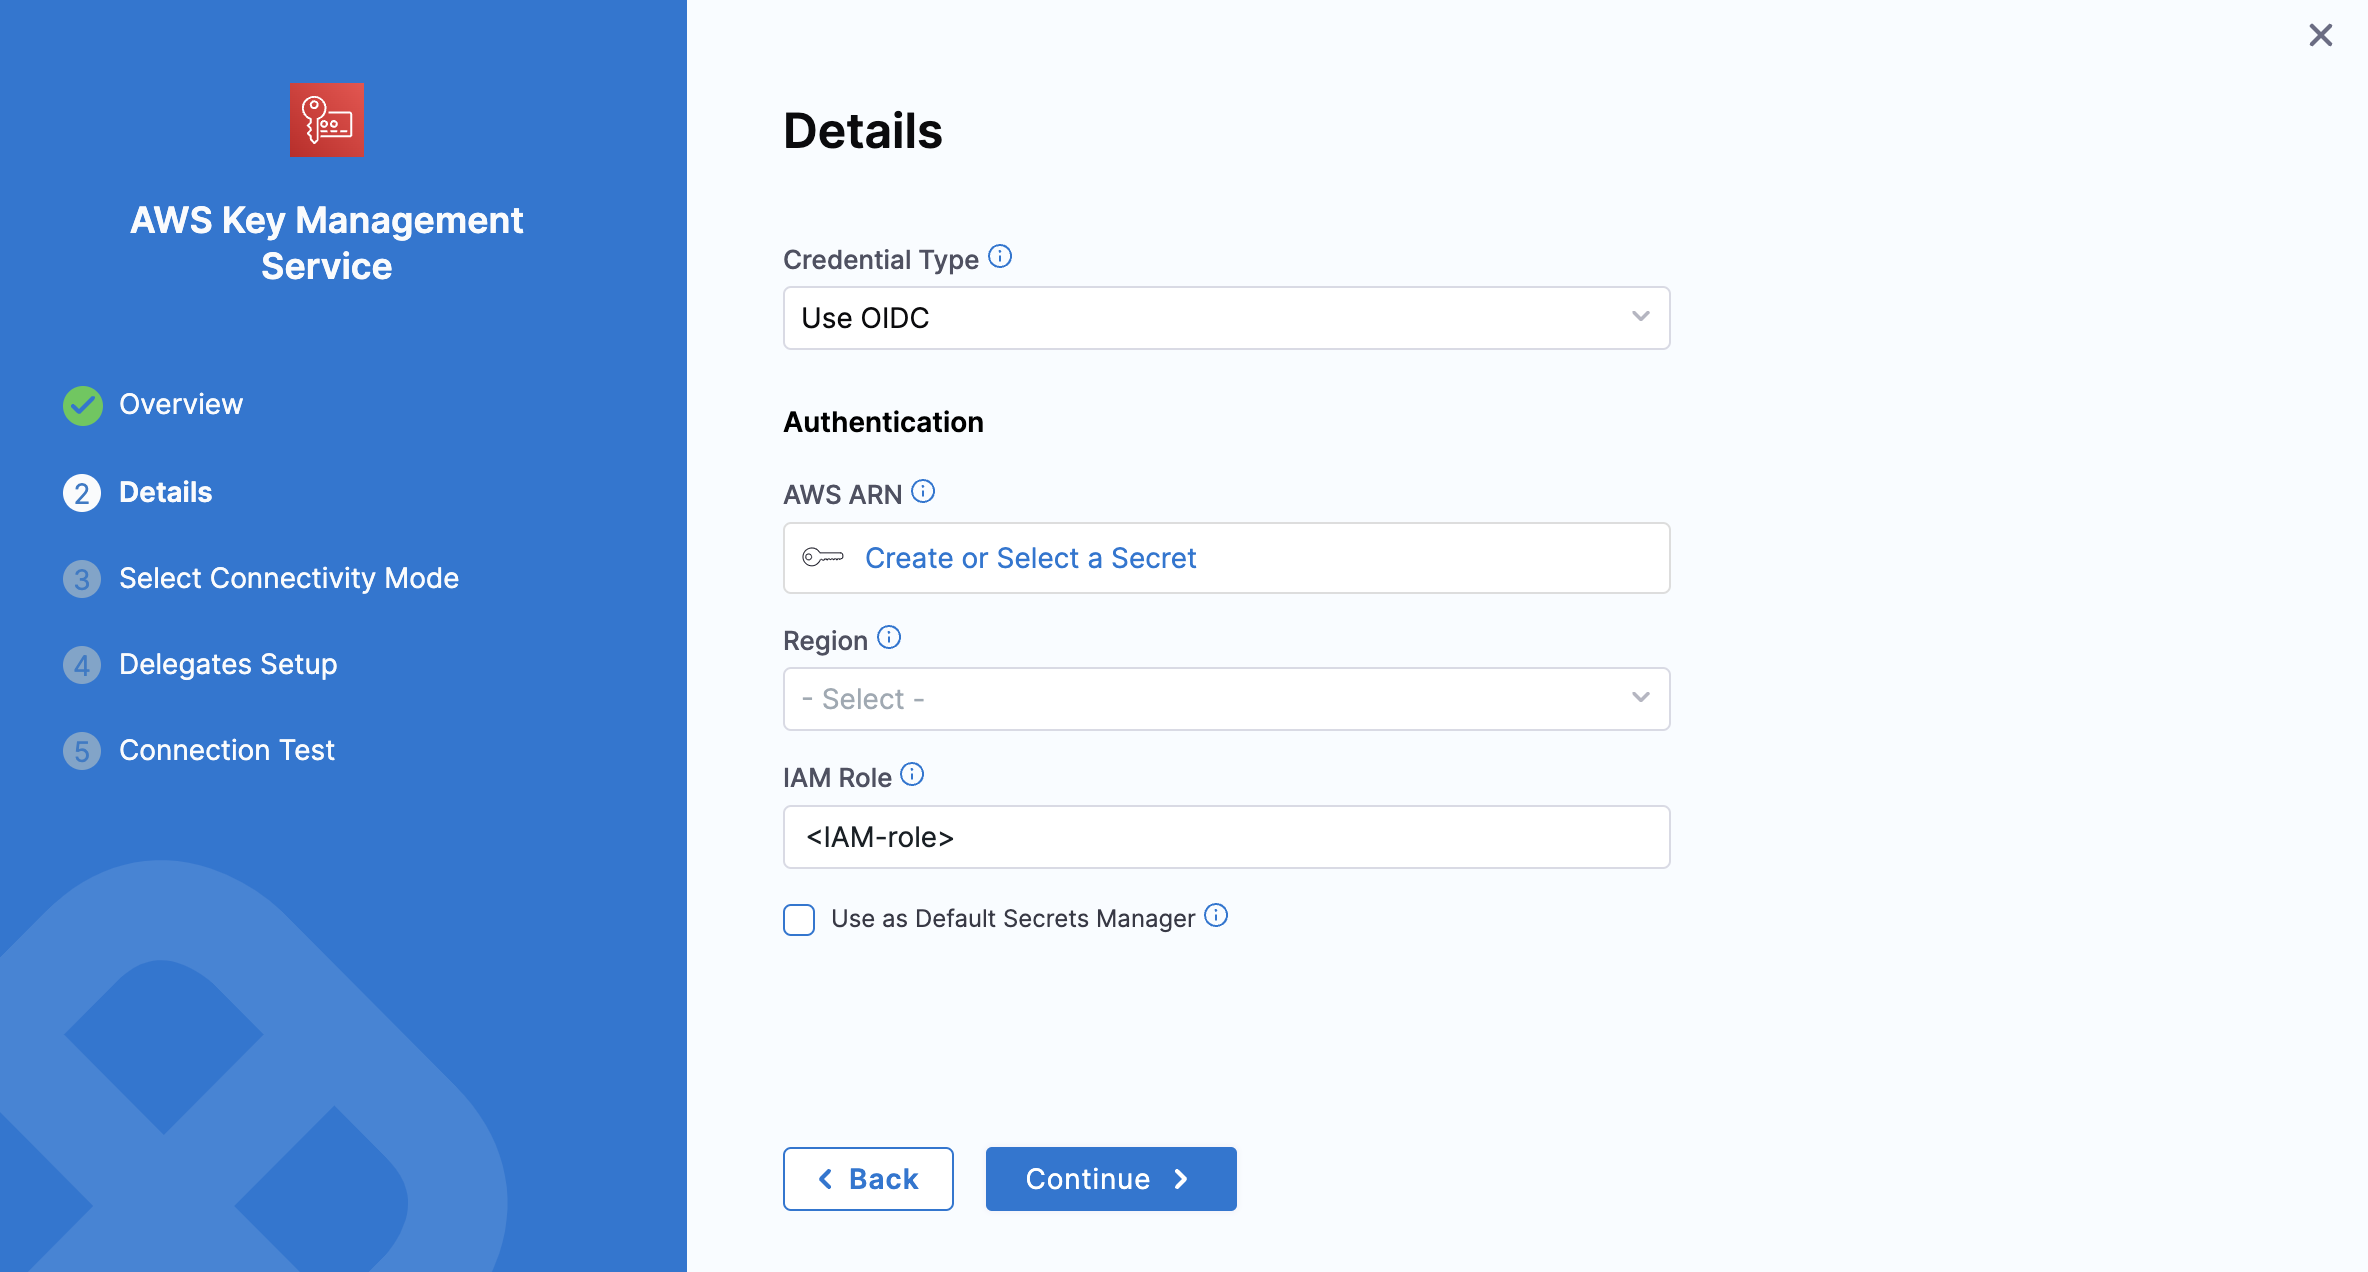 AWS Key Management
Service
Overview
2 Details
3 Select Connectivity Mode
4 Delegates Setup
5 Connection Test
Details
Credential Type
Use OIDC
Authentication
AWS ARN
Create or Select a Secret
Region
- Select -
IAM Role
<IAM-role>
Use as Default Secrets Manager
Back
Continue